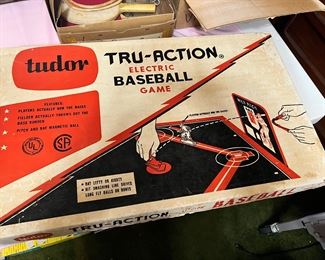 tudor
TRU-ACTION®
ELECTRIC
BASEBALL
GAME
FEATURES
PLAYERS ACTUALLY RUN THE BASES
FIELDER ACTUALLY THROWS OUT THE
BASE RUNNER
PITCH AND BAT MAGNETIC BALL
UL
SA
BAT LEFTY OR RIGHTY
HIT SMASHING LINE DRIVES
LONG FLY BALLS OR BUNTS
tudor
TRU-ACTION
BASEBALL